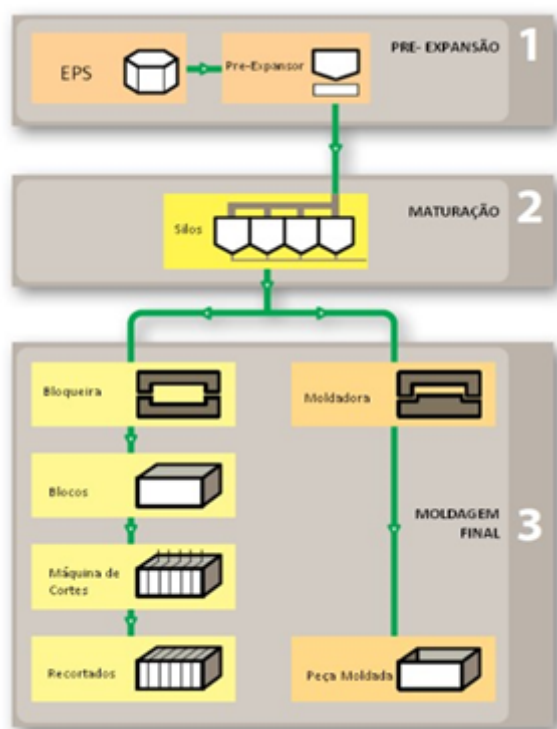 PRE- EXPANSÃO
1
EPS
Pre-Expansor
MATURAÇÃO
2
Silos
Bloqueira
Moldadora
Blocos
MOLDAGEM
FINAL
3
Máquina de
Cortes
Recortados
Peça Moldada